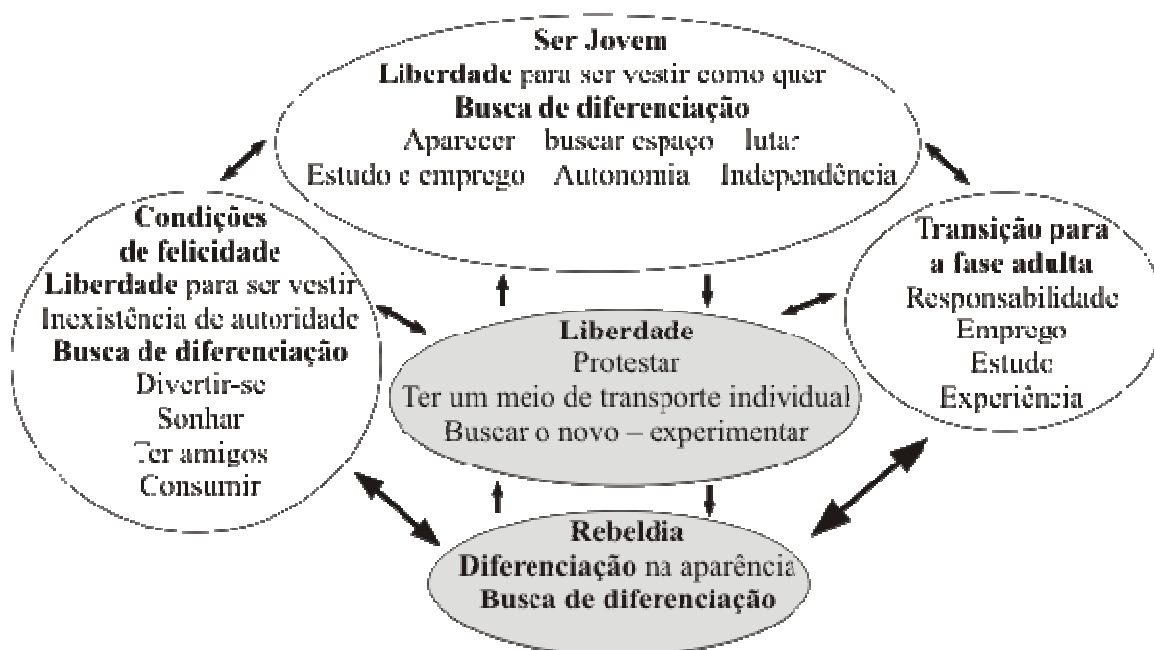 Ser Jovem
Liberdade para ser vestir como quer
Busca de diferenciação
Aparecer buscar espaço lutar
Estudo e emprego Autonomia Independência
Condições
de felicidade
Liberdade para ser vestir
Inexistência de autoridade
Busca de diferenciação
Divertir-se
Sonhar
Ter amigos
Consumir
Transição para
a fase adulta
Responsabilidade
Emprego
Estudo
Experiência
Liberdade
Protestar
Ter um meio de transporte individual
Buscar o novo – experimentar
Rebeldia
Diferenciação na aparência
Busca de diferenciação